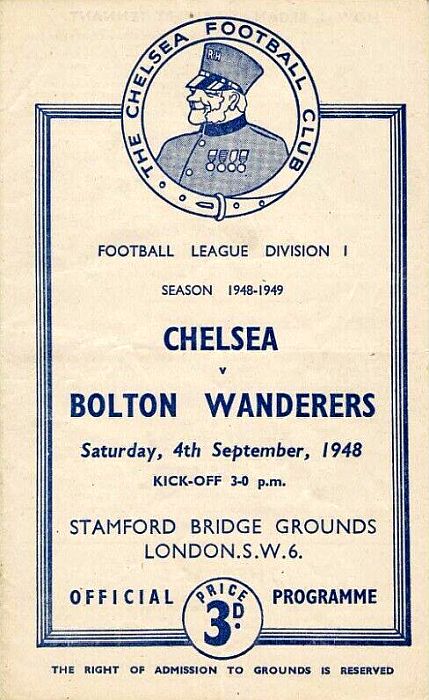 THE CHELSEA FOOTBALL CLUB
RH
FOOTBALL LEAGUE DIVISION I
SEASON 1948-1949
CHELSEA
v
BOLTON WANDERERS
Saturday, 4th September, 1948
KICK-OFF 3-0 p.m.
STAMFORD BRIDGE GROUNDS
LONDON.S.W.6.
OFFICIAL PROGRAMME
PRICE
3D.
THE RIGHT OF ADMISSION TO GROUNDS IS RESERVED